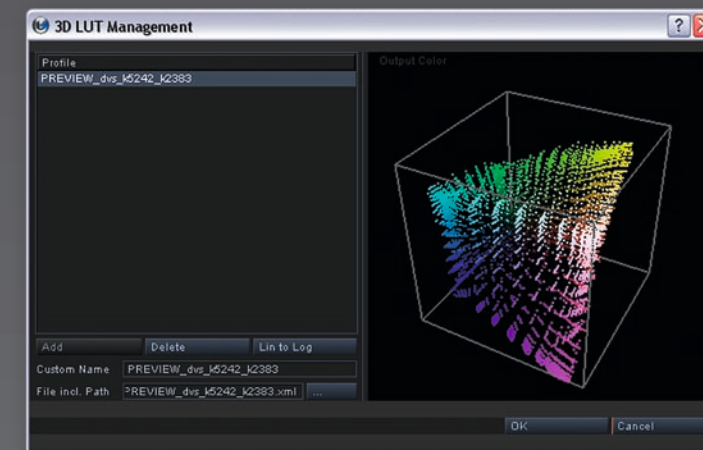 3D LUT Management
?
Profile
Output Color
PREVIEW_dvs_k5242_k2383
Add Delete Lin to Log
Custom Name PREVIEW_dvs_k5242_k2383
File incl. Path PREVIEW_dvs_k5242_k2383.xml ...
OK Cancel